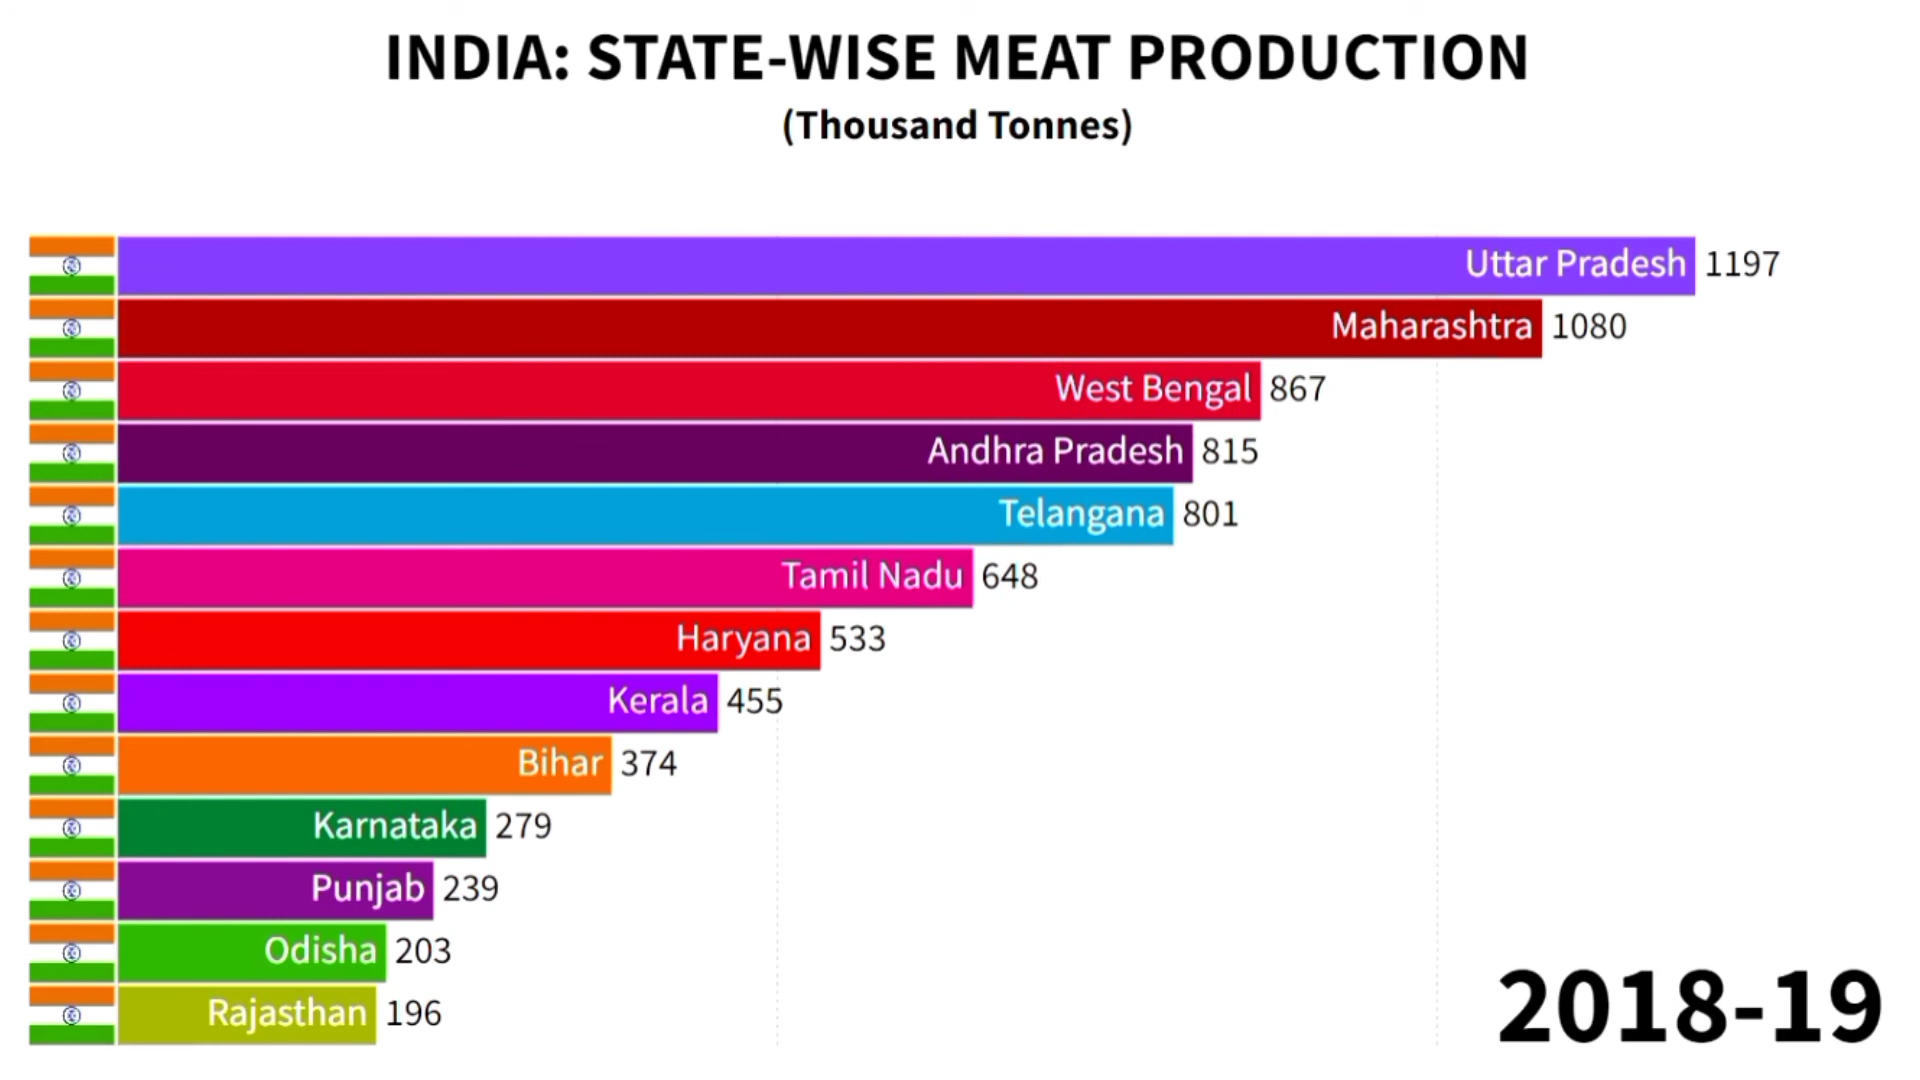 INDIA: STATE-WISE MEAT PRODUCTION
(Thousand Tonnes)
Uttar Pradesh 1197
Maharashtra 1080
West Bengal 867
Andhra Pradesh 815
Telangana 801
Tamil Nadu 648
Haryana 533
Kerala 455
Bihar 374
Karnataka 279
Punjab 239
Odisha 203
Rajasthan 196
2018-19